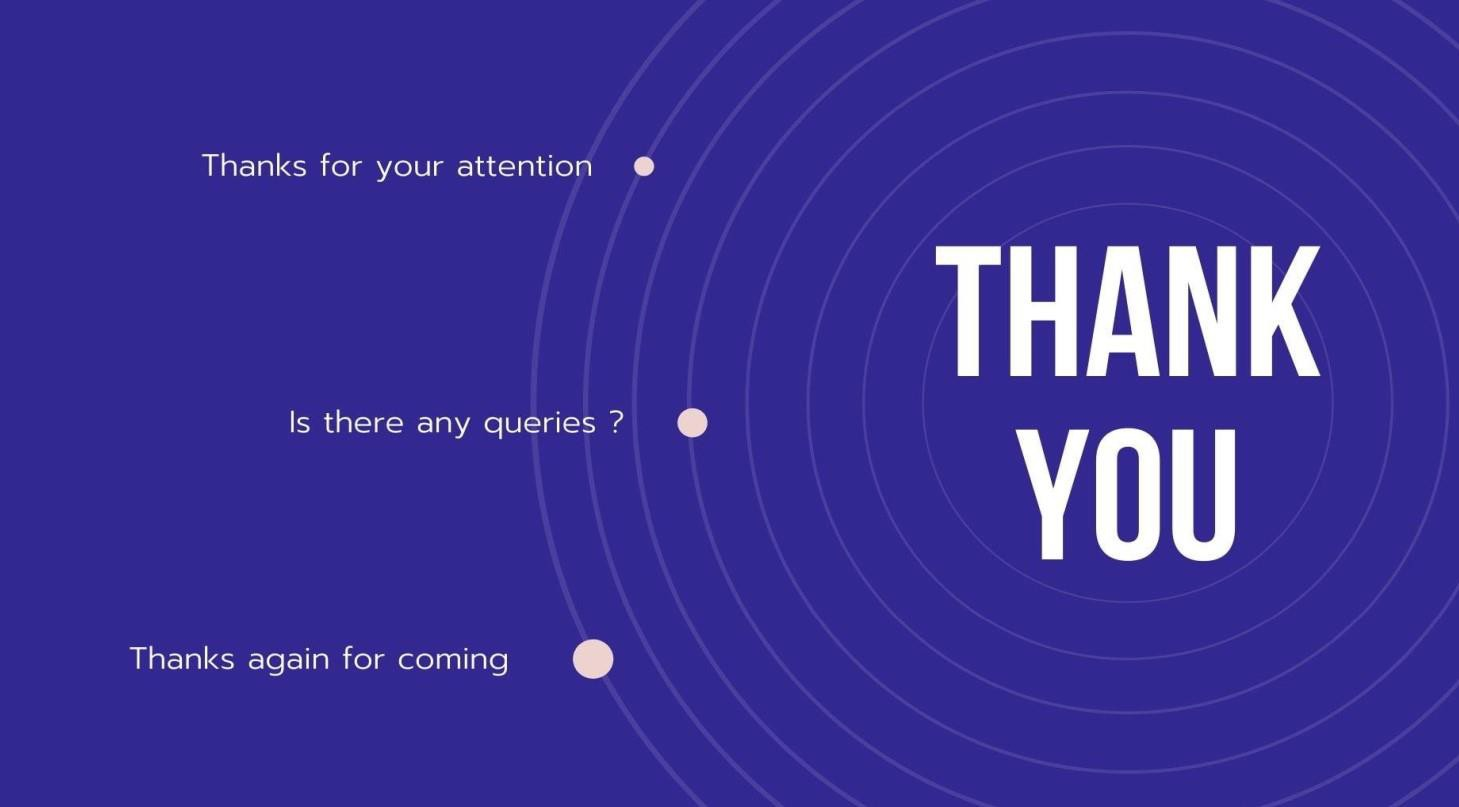 Thanks for your attention
Is there any queries ?
Thanks again for coming
THANK
YOU